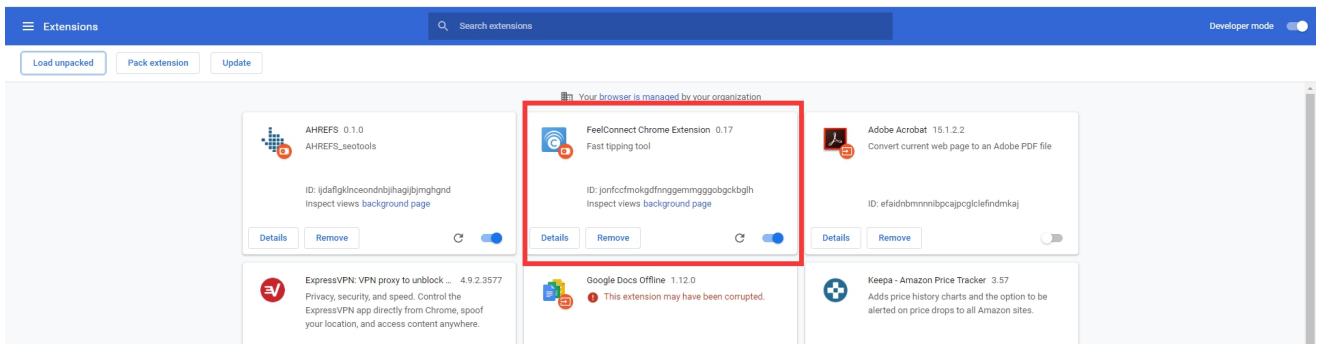 Extensions
Search extensions
Developer mode
Load unpacked
Pack extension
Update
Your browser is managed by your organization
AHREFS 0.1.0
AHREFS_seotools
ID: ijdaflgklnceondnbjihagijbjmghgnd
Inspect views background page
Details
Remove
FeelConnect Chrome Extension 0.17
Fast tipping tool
ID: jonfccfmokgdfnnggemmgggobgckbglh
Inspect views background page
Details
Remove
Adobe Acrobat 15.1.2.2
Convert current web page to an Adobe PDF file
ID: efaidnbmnnnibpcajpcglclefindmkaj
Details
Remove
ExpressVPN: VPN proxy to unblock ... 4.9.2.3577
Privacy, security, and speed. Control the
ExpressVPN app directly from Chrome, spoof
your location, and access content anywhere.
Google Docs Offline 1.12.0
This extension may have been corrupted.
Keepa - Amazon Price Tracker 3.57
Adds price history charts and the option to be
alerted on price drops to all Amazon sites.